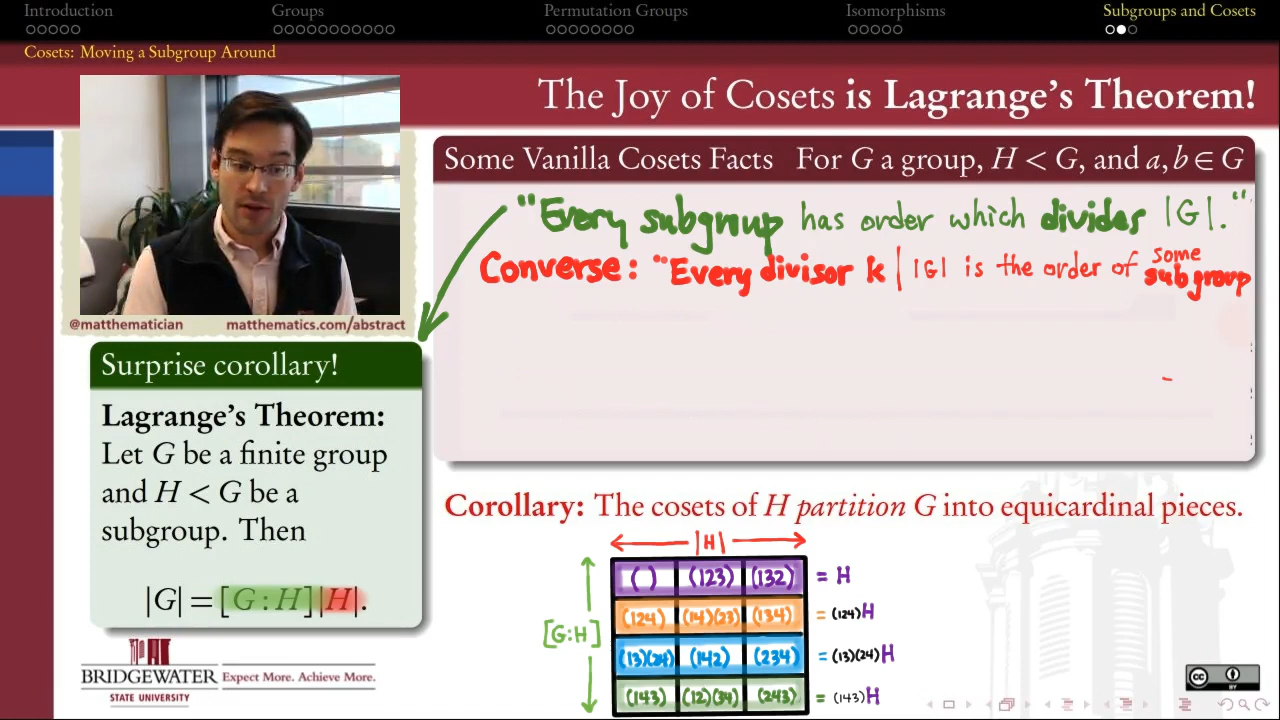 Introduction Groups Permutation Groups Isomorphisms Subgroups and Cosets
Cosets: Moving a Subgroup Around
The Joy of Cosets is Lagrange's Theorem!
Some Vanilla Cosets Facts For G a group, H < G, and a, b ∈ G
"Every subgroup has order which divides |G|."
Converse: "Every divisor k | |G| is the order of some subgroup
@matthematician matthematics.com/abstract
Surprise corollary!
Lagrange's Theorem:
Let G be a finite group
and H < G be a
subgroup. Then
|G| = [G : H]|H|.
BRIDGEWATER
STATE UNIVERSITY
Expect More. Achieve More.
Corollary: The cosets of H partition G into equicardinal pieces.
|H|
[G:H]
( ) (123) (132) = H
(124) (14)(23) (134) = (124)H
(13)(24) (142) (234) = (13)(24)H
(143) (12)(34) (243) = (143)H
CC BY